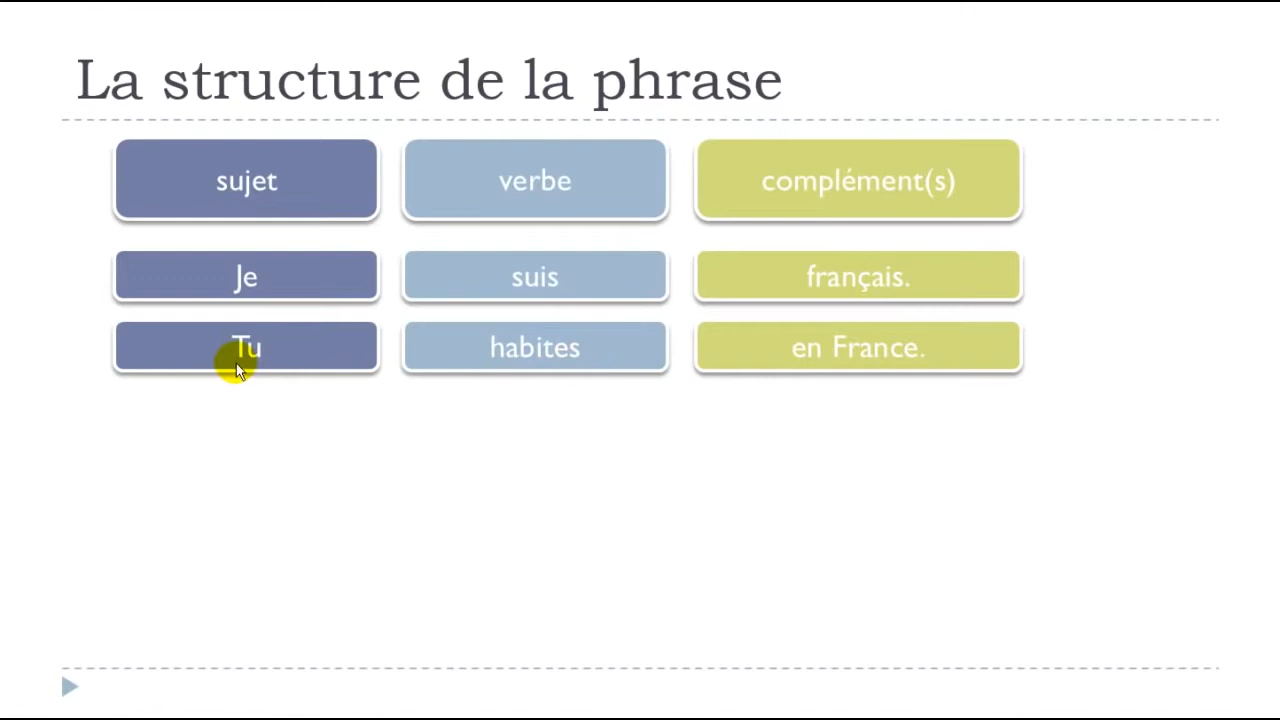 La structure de la phrase
sujet verbe complément(s)
Je suis français.
Tu habites en France.